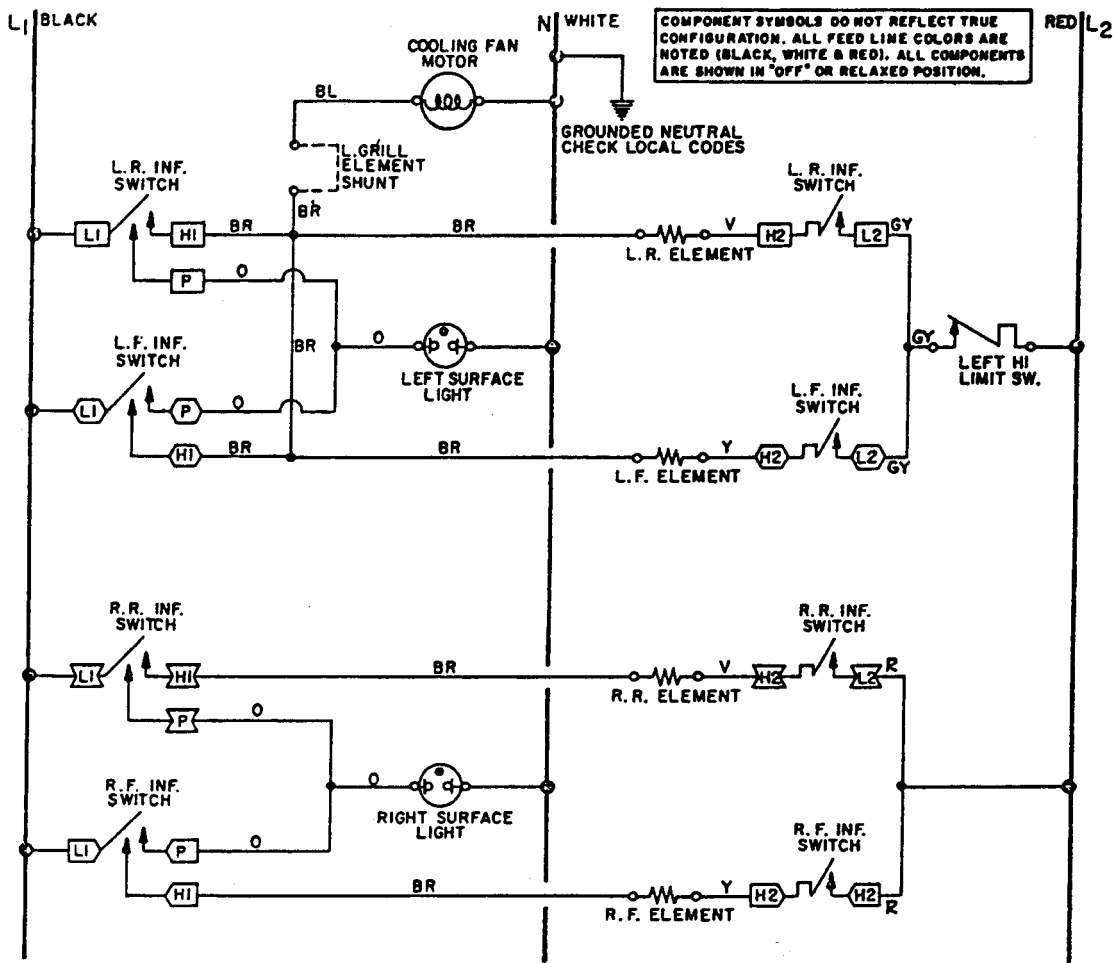 L1 BLACK
N WHITE
RED L2
COMPONENT SYMBOLS DO NOT REFLECT TRUE
CONFIGURATION. ALL FEED LINE COLORS ARE
NOTED (BLACK, WHITE & RED). ALL COMPONENTS
ARE SHOWN IN "OFF" OR RELAXED POSITION.
COOLING FAN
MOTOR
BL
GROUNDED NEUTRAL
CHECK LOCAL CODES
L. GRILL
ELEMENT
SHUNT
BR
L.R. INF.
SWITCH
L.R. INF.
SWITCH
L1
H1
BR
BR
V
H2
L2
GY
L.R. ELEMENT
P
O
L.F. INF.
SWITCH
BR
O
LEFT SURFACE
LIGHT
GY
LEFT HI
LIMIT SW.
L.F. INF.
SWITCH
L1
P
O
H1
BR
BR
Y
H2
L2
GY
L.F. ELEMENT
R.R. INF.
SWITCH
R.R. INF.
SWITCH
L1
H1
BR
V
H2
L2
R
R.R. ELEMENT
P
O
R.F. INF.
SWITCH
O
RIGHT SURFACE
LIGHT
R.F. INF.
SWITCH
L1
P
O
H1
BR
Y
H2
H2
R
R.F. ELEMENT